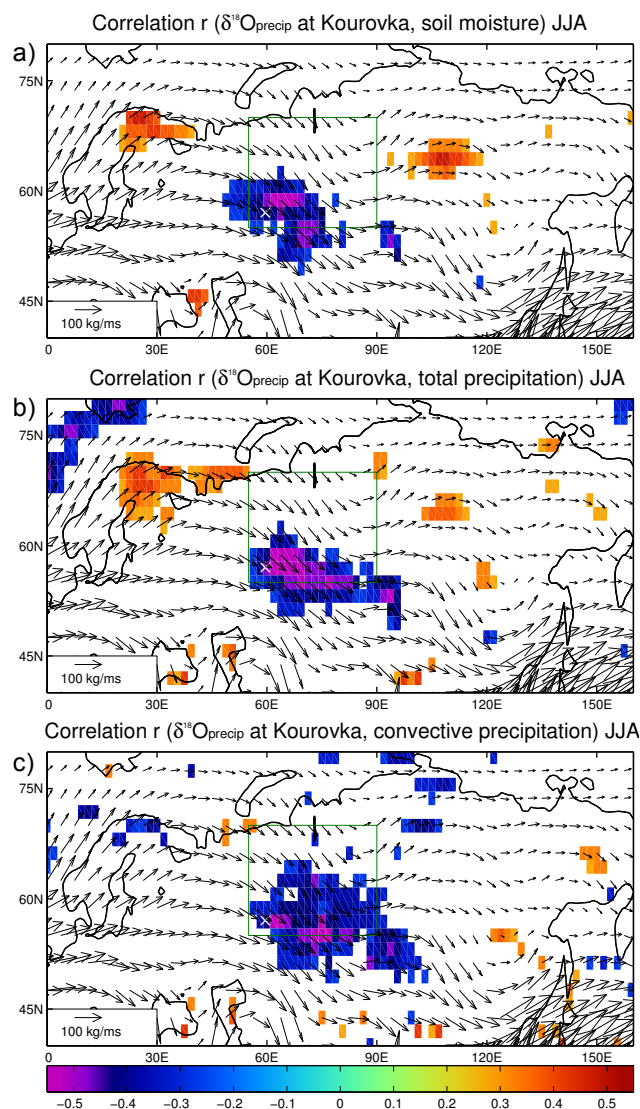 Correlation r (δ¹⁸Oprecip at Kourovka, soil moisture) JJA
a)
75N
60N
45N
100 kg/ms
30E 60E 90E 120E 150E
Correlation r (δ¹⁸Oprecip at Kourovka, total precipitation) JJA
b)
75N
60N
45N
100 kg/ms
30E 60E 90E 120E 150E
Correlation r (δ¹⁸Oprecip at Kourovka, convective precipitation) JJA
c)
75N
60N
45N
100 kg/ms
30E 60E 90E 120E 150E
−0.5 −0.4 −0.3 −0.2 −0.1 0 0.1 0.2 0.3 0.4 0.5